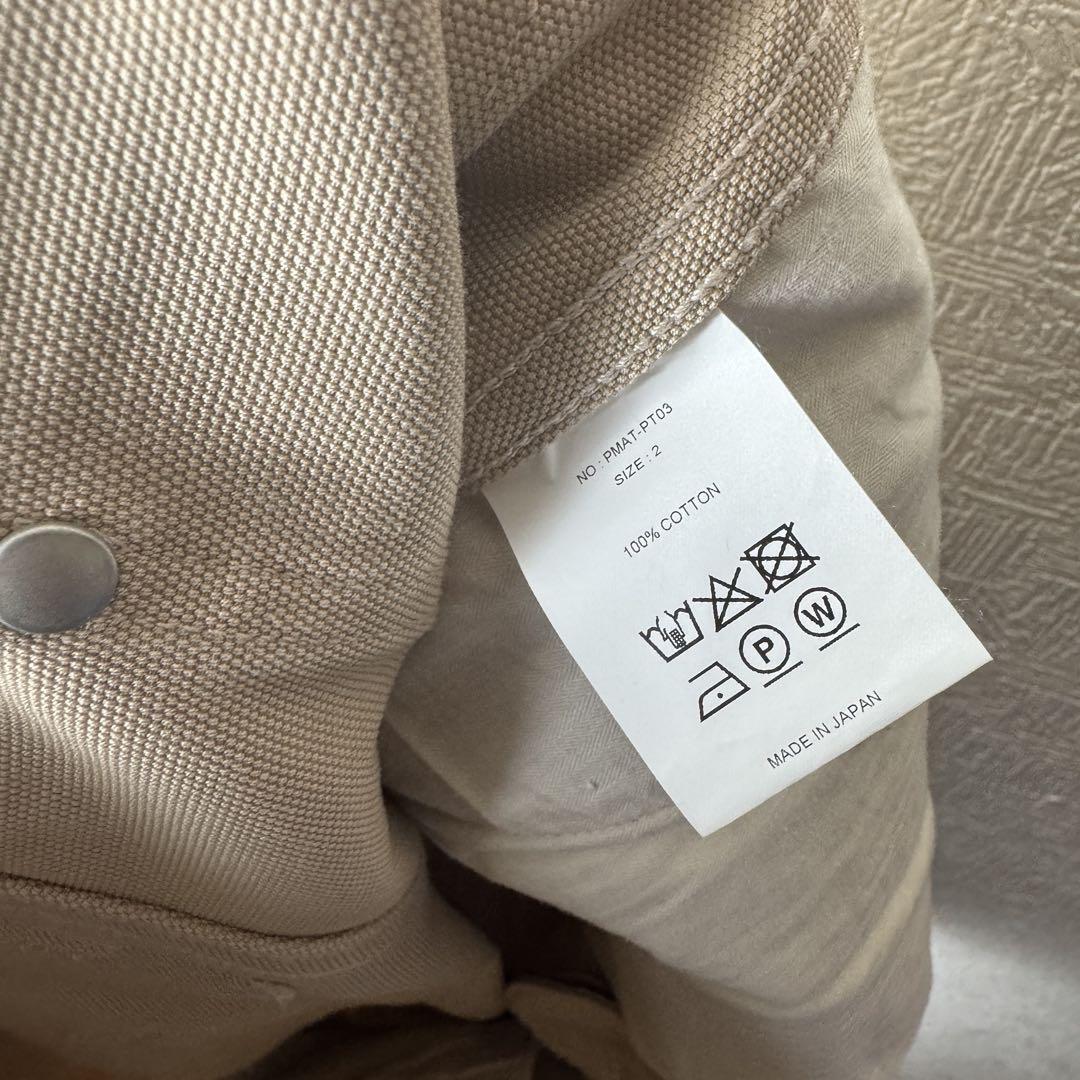 NO : PMAT-PT03
SIZE : 2
100% COTTON
P W
MADE IN JAPAN